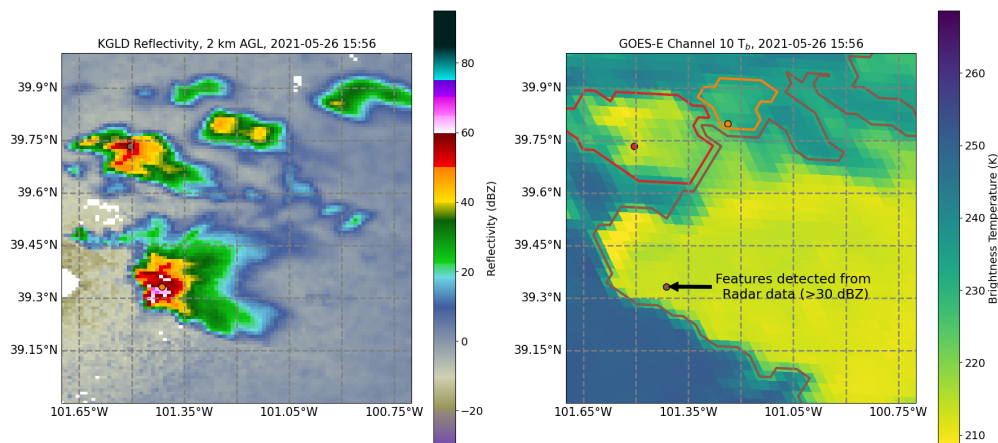 KGLD Reflectivity, 2 km AGL, 2021-05-26 15:56
39.9°N
39.75°N
39.6°N
39.45°N
39.3°N
39.15°N
101.65°W 101.35°W 101.05°W 100.75°W
80
60
40
20
0
−20
Reflectivity (dBZ)
GOES-E Channel 10 Tb, 2021-05-26 15:56
39.9°N
39.75°N
39.6°N
39.45°N
39.3°N
39.15°N
101.65°W 101.35°W 101.05°W 100.75°W
Features detected from
Radar data (>30 dBZ)
260
250
240
230
220
210
Brightness Temperature (K)